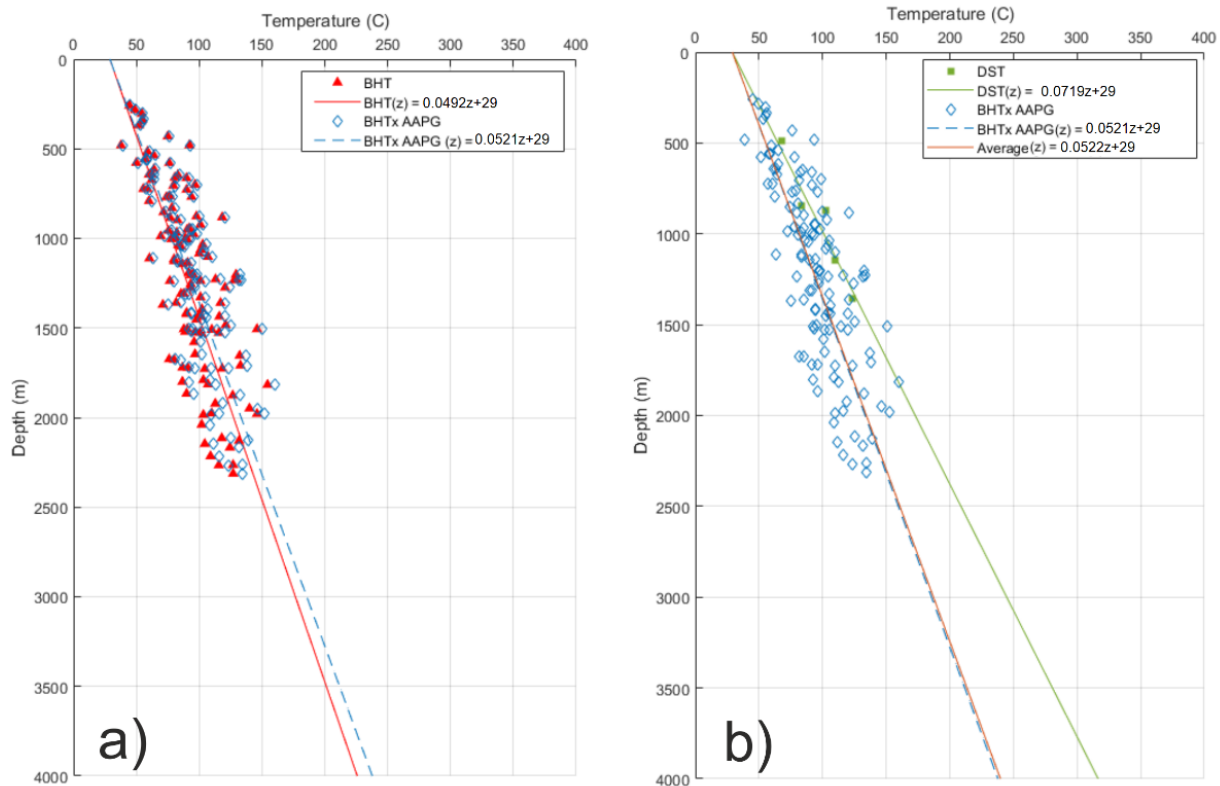 Temperature (C)
0 50 100 150 200 250 300 350 400
BHT
BHT(z) = 0.0492z+29
BHTx AAPG
BHTx AAPG (z) = 0.0521z+29
0
500
1000
1500
2000
2500
3000
3500
4000
Depth (m)
a)
Temperature (C)
0 50 100 150 200 250 300 350 400
DST
DST(z) = 0.0719z+29
BHTx AAPG
BHTx AAPG(z) = 0.0521z+29
Average(z) = 0.0522z+29
0
500
1000
1500
2000
2500
3000
3500
4000
Depth (m)
b)